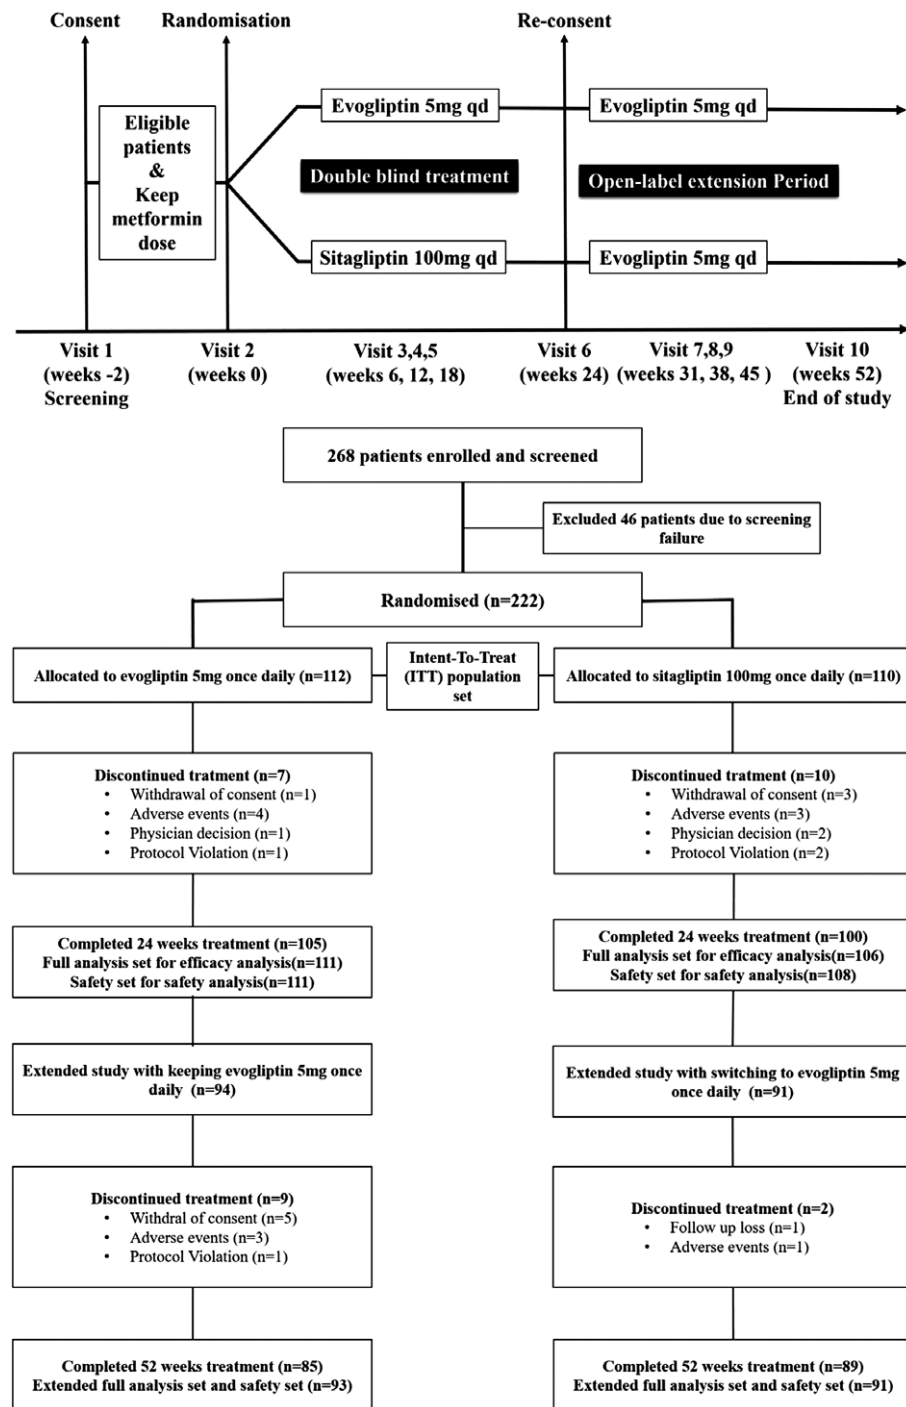 Consent
Randomisation
Re-consent
Eligible
patients
&
Keep
metformin
dose
Evogliptin 5mg qd
Evogliptin 5mg qd
Double blind treatment
Open-label extension Period
Sitagliptin 100mg qd
Evogliptin 5mg qd
Visit 1
(weeks -2)
Screening
Visit 2
(weeks 0)
Visit 3,4,5
(weeks 6, 12, 18)
Visit 6
(weeks 24)
Visit 7,8,9
(weeks 31, 38, 45 )
Visit 10
(weeks 52)
End of study
268 patients enrolled and screened
Excluded 46 patients due to screening
failure
Randomised (n=222)
Allocated to evogliptin 5mg once daily (n=112)
Intent-To-Treat
(ITT) population
set
Allocated to sitagliptin 100mg once daily (n=110)
Discontinued tratment (n=7)
• Withdrawal of consent (n=1)
• Adverse events (n=4)
• Physician decision (n=1)
• Protocol Violation (n=1)
Discontinued tratment (n=10)
• Withdrawal of consent (n=3)
• Adverse events (n=3)
• Physician decision (n=2)
• Protocol Violation (n=2)
Completed 24 weeks treatment (n=105)
Full analysis set for efficacy analysis(n=111)
Safety set for safety analysis(n=111)
Completed 24 weeks treatment (n=100)
Full analysis set for efficacy analysis(n=106)
Safety set for safety analysis(n=108)
Extended study with keeping evogliptin 5mg once
daily (n=94)
Extended study with switching to evogliptin 5mg
once daily (n=91)
Discontinued treatment (n=9)
• Withdral of consent (n=5)
• Adverse events (n=3)
• Protocol Violation (n=1)
Discontinued treatment (n=2)
• Follow up loss (n=1)
• Adverse events (n=1)
Completed 52 weeks treatment (n=85)
Extended full analysis set and safety set (n=93)
Completed 52 weeks treatment (n=89)
Extended full analysis set and safety set (n=91)